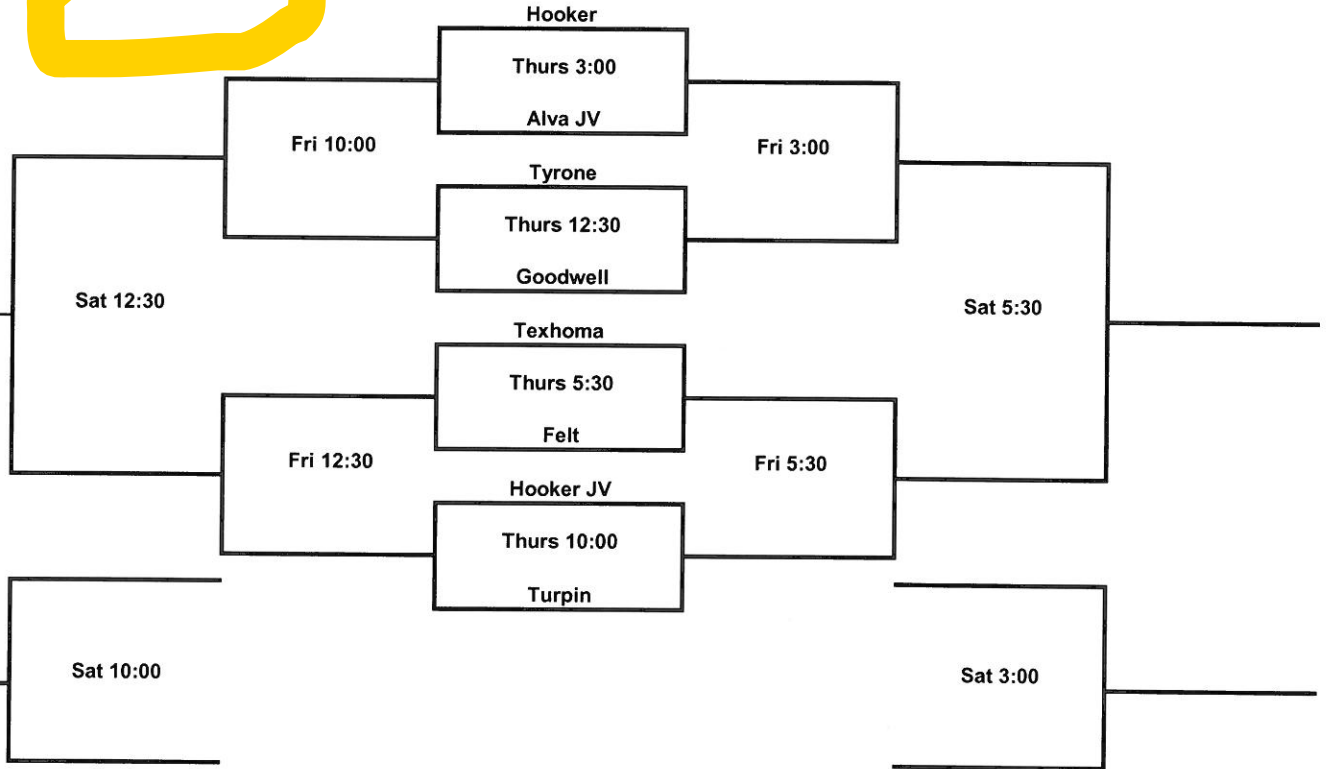 Hooker
Thurs 3:00
Alva JV
Fri 10:00
Fri 3:00
Tyrone
Thurs 12:30
Goodwell
Sat 12:30
Sat 5:30
Texhoma
Thurs 5:30
Felt
Fri 12:30
Fri 5:30
Hooker JV
Thurs 10:00
Turpin
Sat 10:00
Sat 3:00